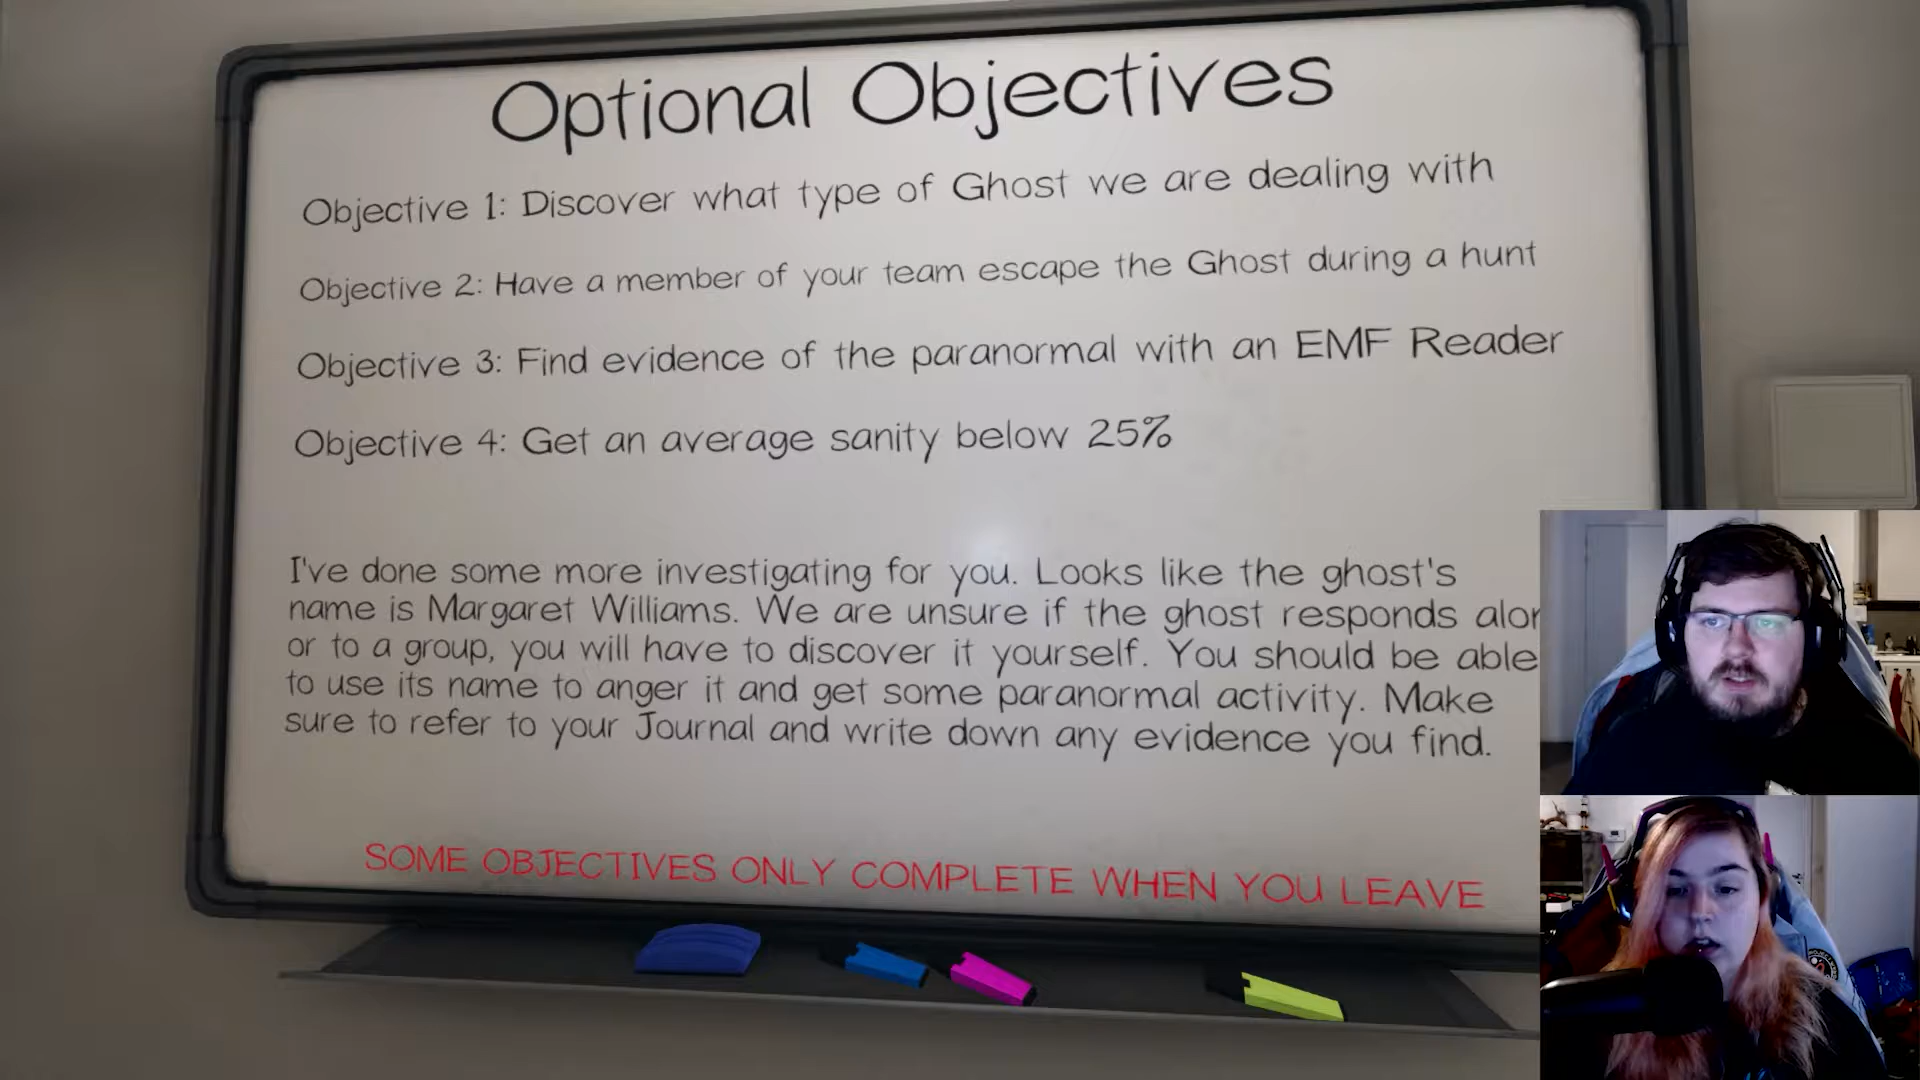 Optional Objectives
Objective 1: Discover what type of Ghost we are dealing with
Objective 2: Have a member of your team escape the Ghost during a hunt
Objective 3: Find evidence of the paranormal with an EMF Reader
Objective 4: Get an average sanity below 25%
I've done some more investigating for you. Looks like the ghost's
name is Margaret Williams. We are unsure if the ghost responds
or to a group, you will have to discover it yourself. You should be able
to use its name to anger it and get some paranormal activity. Make
sure to refer to your Journal and write down any evidence you find.
SOME OBJECTIVES ONLY COMPLETE WHEN YOU LEAVE